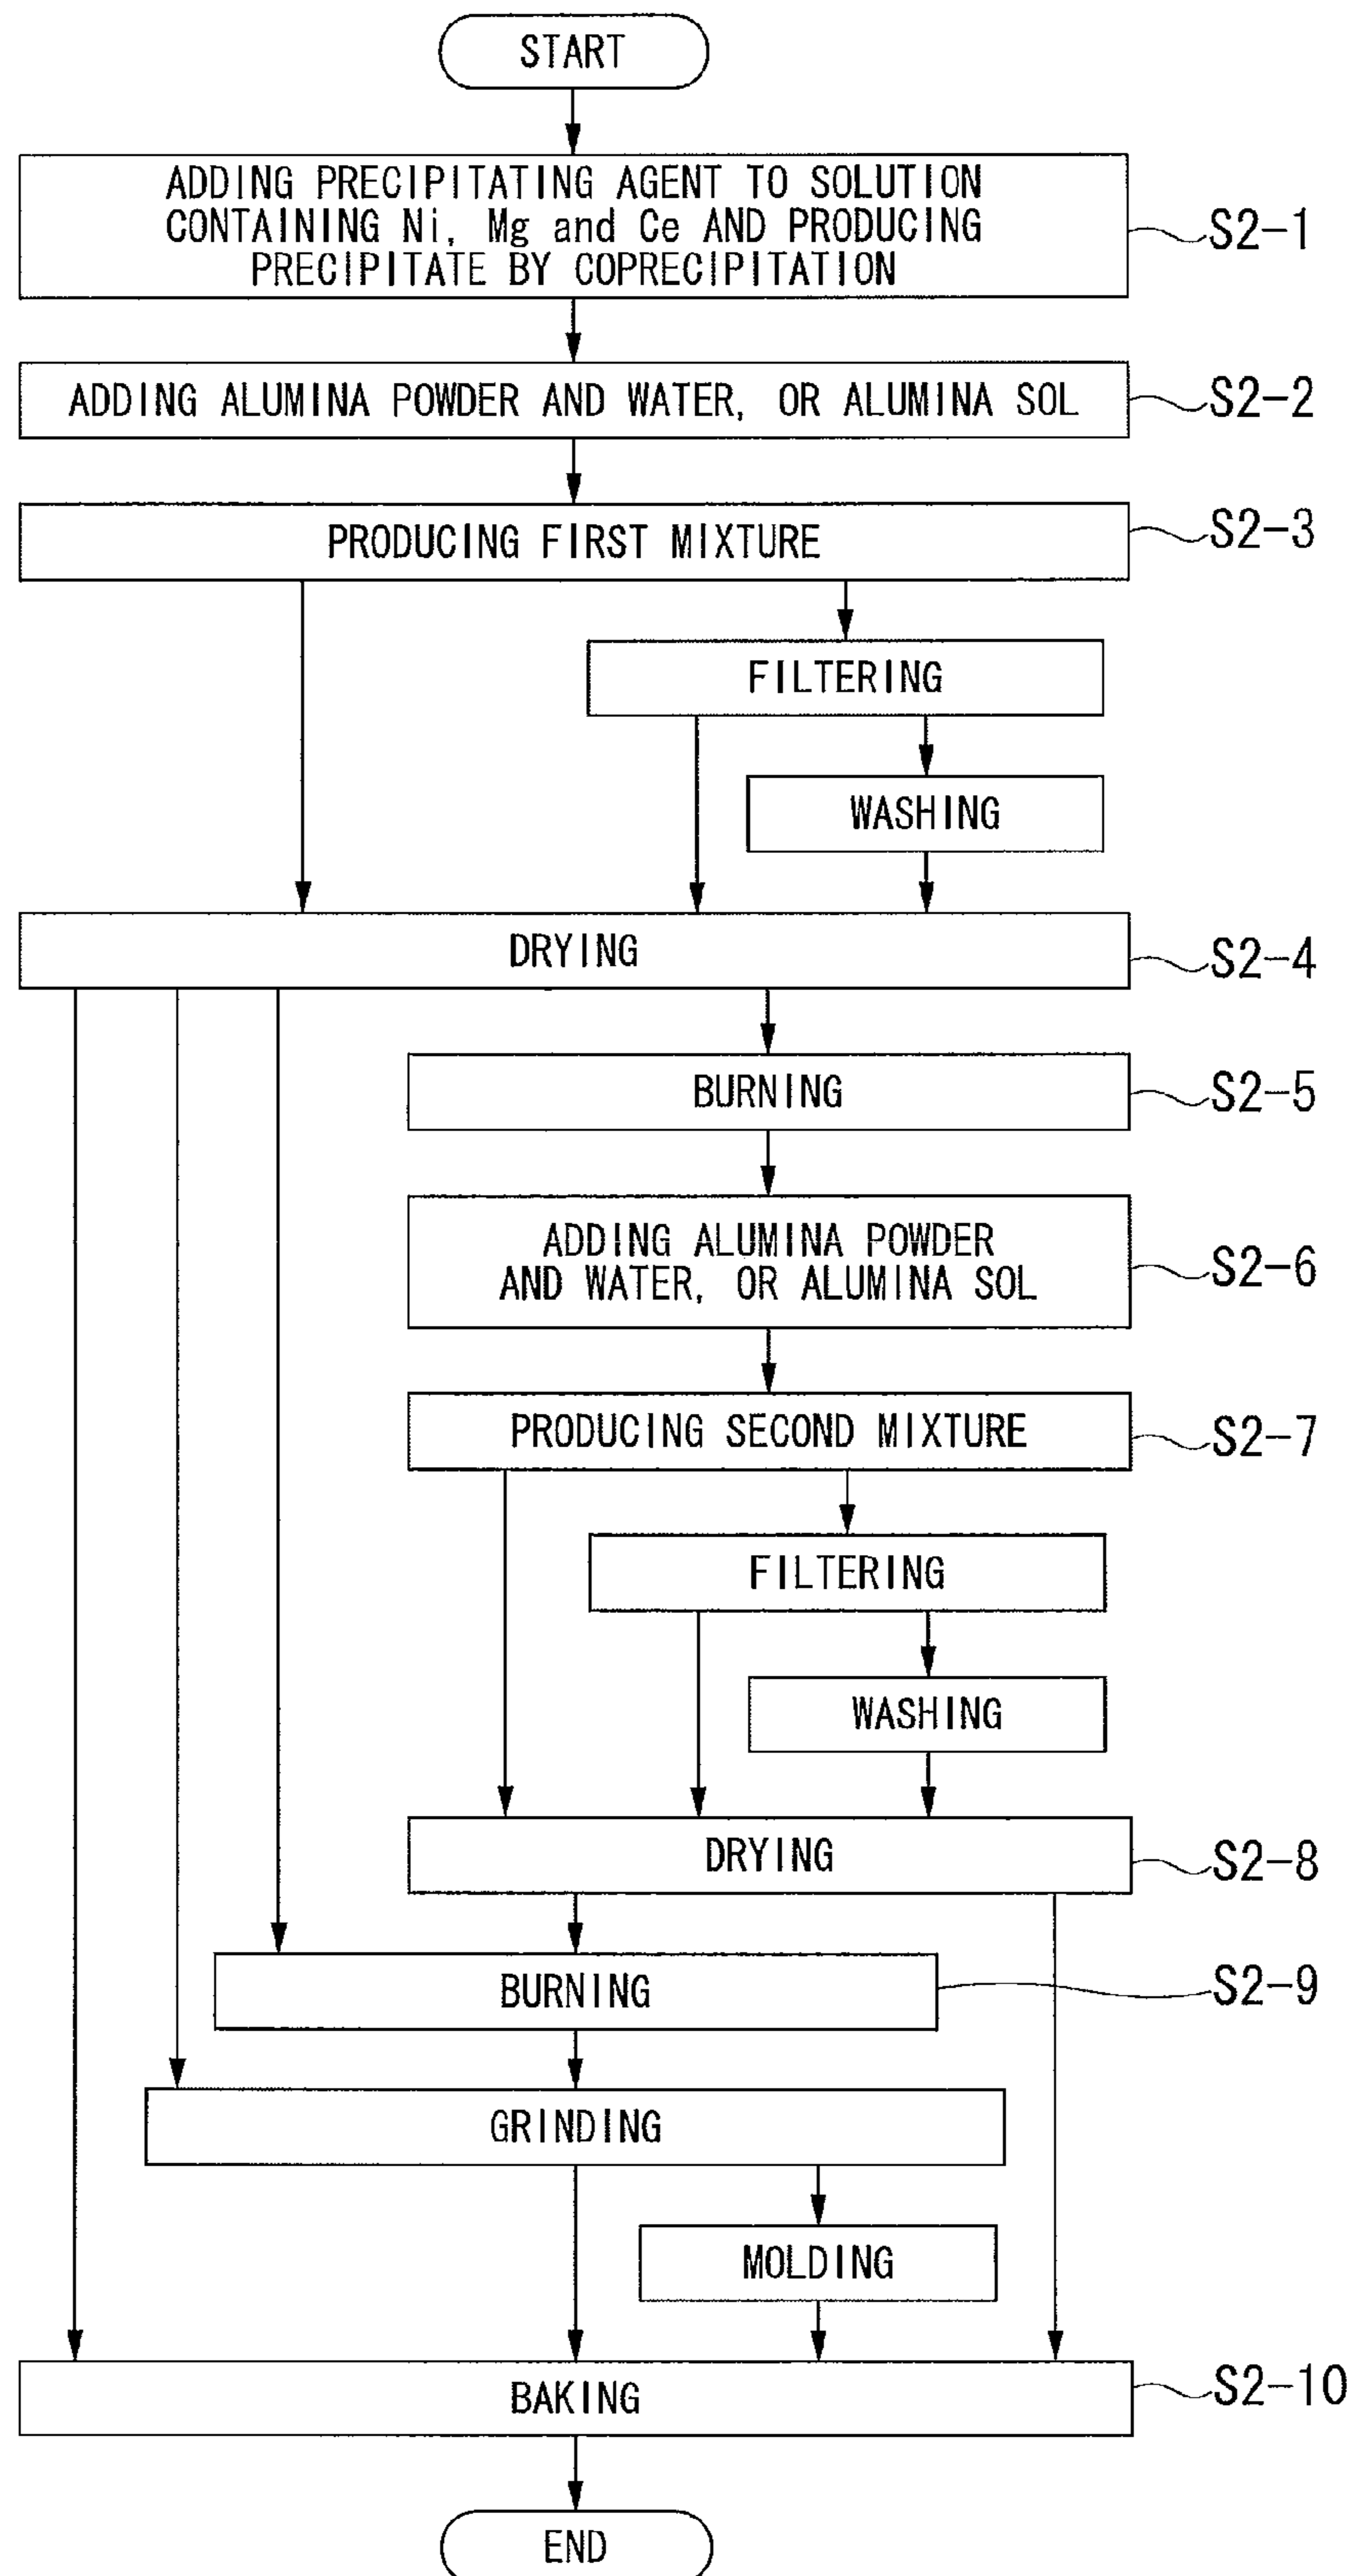 START
ADDING PRECIPITATING AGENT TO SOLUTION
CONTAINING Ni, Mg and Ce AND PRODUCING
PRECIPITATE BY COPRECIPITATION
S2-1
ADDING ALUMINA POWDER AND WATER, OR ALUMINA SOL
S2-2
PRODUCING FIRST MIXTURE
S2-3
FILTERING
WASHING
DRYING
S2-4
BURNING
S2-5
ADDING ALUMINA POWDER
AND WATER, OR ALUMINA SOL
S2-6
PRODUCING SECOND MIXTURE
S2-7
FILTERING
WASHING
DRYING
S2-8
BURNING
S2-9
GRINDING
MOLDING
BAKING
S2-10
END